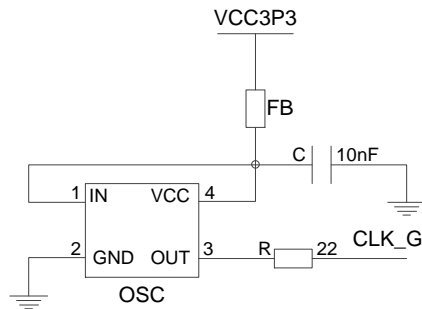 VCC3P3
FB
C 10nF
1 IN VCC 4
2 GND OUT 3 R 22 CLK_G
OSC